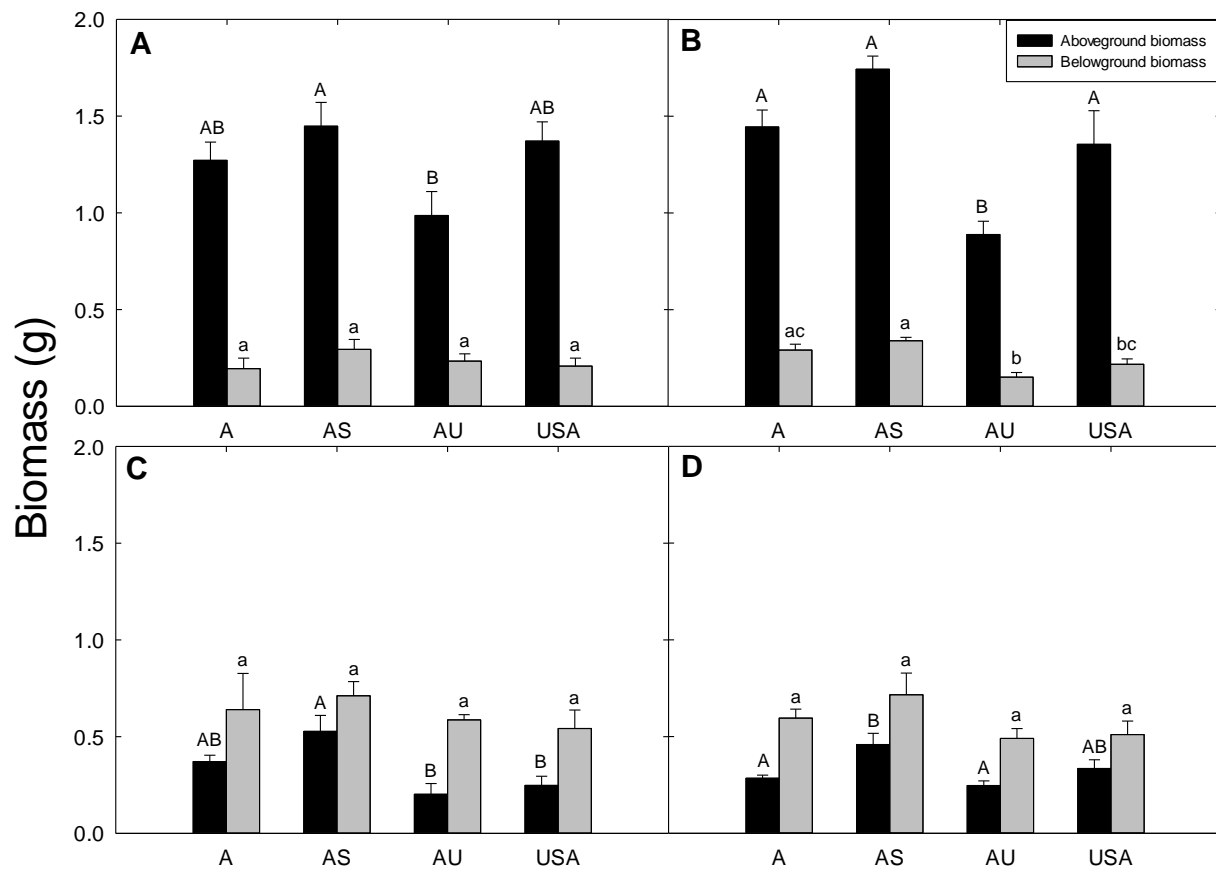 Biomass (g)
A
2.0
1.5
1.0
0.5
0.0
AB
A
B
AB
a
a
a
a
A AS AU USA
B
Aboveground biomass
Belowground biomass
A
A
B
A
ac
a
b
bc
A AS AU USA
C
2.0
1.5
1.0
0.5
0.0
AB
a
A
a
B
a
B
a
A AS AU USA
D
A
a
B
a
A
a
AB
a
A AS AU USA